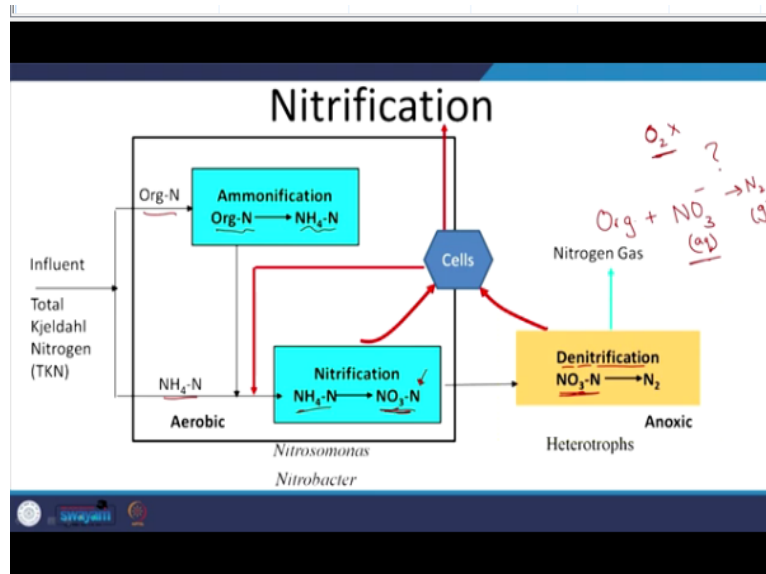 Nitrification
O₂ x
?
Org + NO₃⁻ → N₂
(aq)
(g
Org-N
Ammonification
Org-N → NH₄-N
Cells
Nitrogen Gas
Influent
Total
Kjeldahl
Nitrogen
(TKN)
NH₄-N
Nitrification
NH₄-N → NO₃-N
Denitrification
NO₃-N → N₂
Aerobic
Anoxic
Nitrosomonas
Nitrobacter
Heterotrophs
swayam